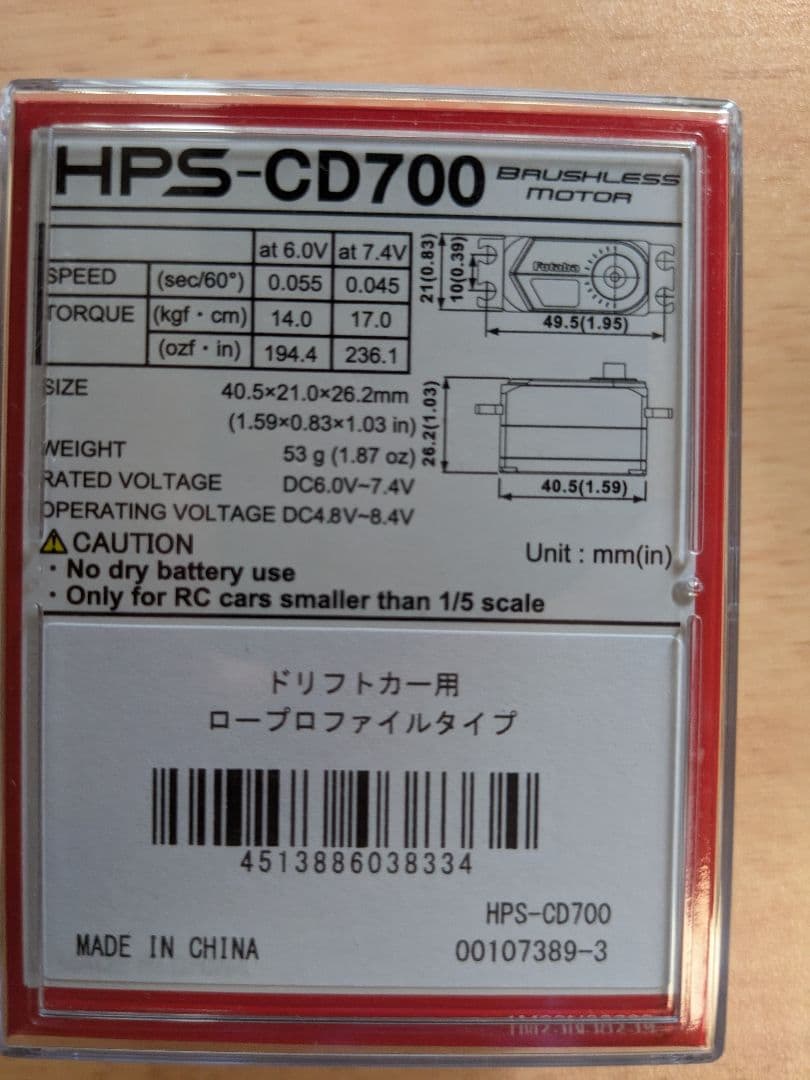 HPS-CD700 BRUSHLESS MOTOR
at 6.0V at 7.4V
SPEED (sec/60°) 0.055 0.045
TORQUE (kgf・cm) 14.0 17.0
(ozf・in) 194.4 236.1
21(0.83)
10(0.39)
Futaba
49.5(1.95)
SIZE 40.5×21.0×26.2mm
(1.59×0.83×1.03 in)
WEIGHT 53 g (1.87 oz)
RATED VOLTAGE DC6.0V~7.4V
OPERATING VOLTAGE DC4.8V~8.4V
26.2(1.03)
40.5(1.59)
Unit : mm(in)
CAUTION
・No dry battery use
・Only for RC cars smaller than 1/5 scale
ドリフトカー用
ロープロファイルタイプ
4513886038334
HPS-CD700
MADE IN CHINA 00107389-3